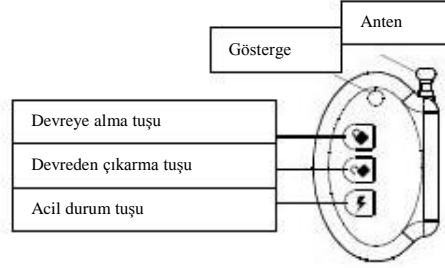 Anten
Gösterge
Devreye alma tuşu
Devreden çıkarma tuşu
Acil durum tuşu